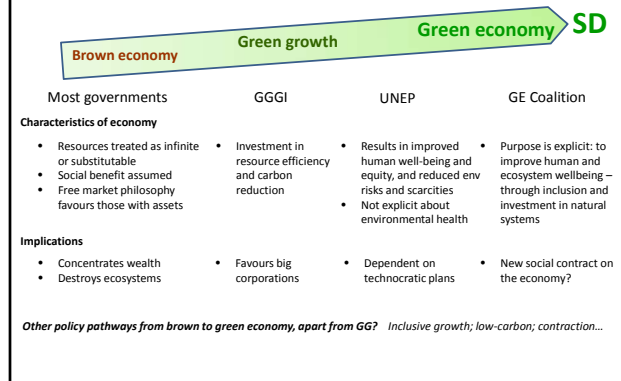 Brown economy
Green growth
Green economy
SD
Most governments
GGGI
UNEP
GE Coalition
Characteristics of economy
• Resources treated as infinite
or substitutable
• Social benefit assumed
• Free market philosophy
favours those with assets
• Investment in
resource efficiency
and carbon
reduction
• Results in improved
human well-being and
equity, and reduced env
risks and scarcities
• Not explicit about
environmental health
• Purpose is explicit: to
improve human and
ecosystem wellbeing –
through inclusion and
investment in natural
systems
Implications
• Concentrates wealth
• Destroys ecosystems
• Favours big
corporations
• Dependent on
technocratic plans
• New social contract on
the economy?
Other policy pathways from brown to green economy, apart from GG? Inclusive growth; low-carbon; contraction…